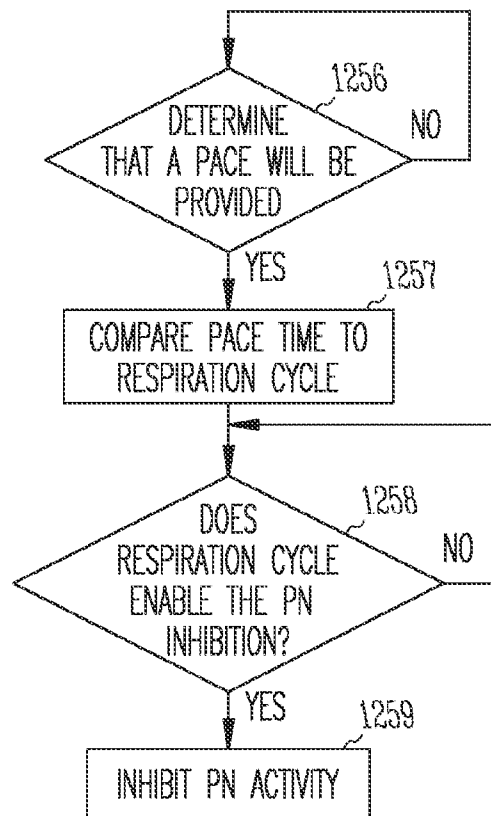 1256
DETERMINE
THAT A PACE WILL BE
PROVIDED
NO
YES
1257
COMPARE PACE TIME TO
RESPIRATION CYCLE
1258
DOES
RESPIRATION CYCLE
ENABLE THE PN
INHIBITION?
NO
YES
1259
INHIBIT PN ACTIVITY